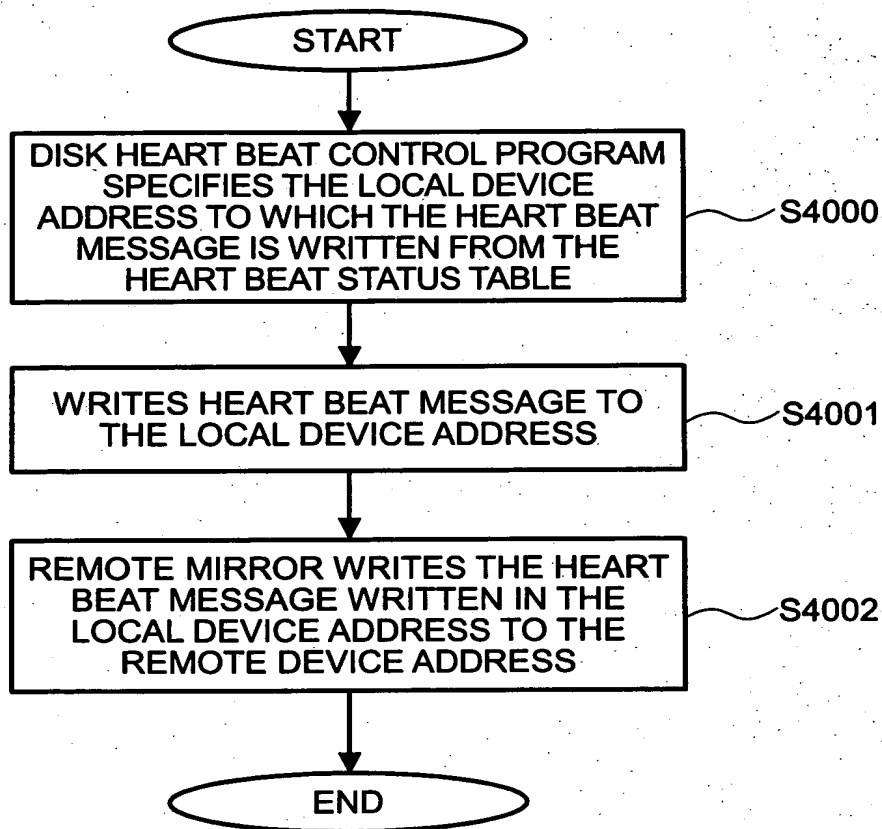 START
DISK HEART BEAT CONTROL PROGRAM
SPECIFIES THE LOCAL DEVICE
ADDRESS TO WHICH THE HEART BEAT
MESSAGE IS WRITTEN FROM THE
HEART BEAT STATUS TABLE
S4000
WRITES HEART BEAT MESSAGE TO
THE LOCAL DEVICE ADDRESS
S4001
REMOTE MIRROR WRITES THE HEART
BEAT MESSAGE WRITTEN IN THE
LOCAL DEVICE ADDRESS TO THE
REMOTE DEVICE ADDRESS
S4002
END